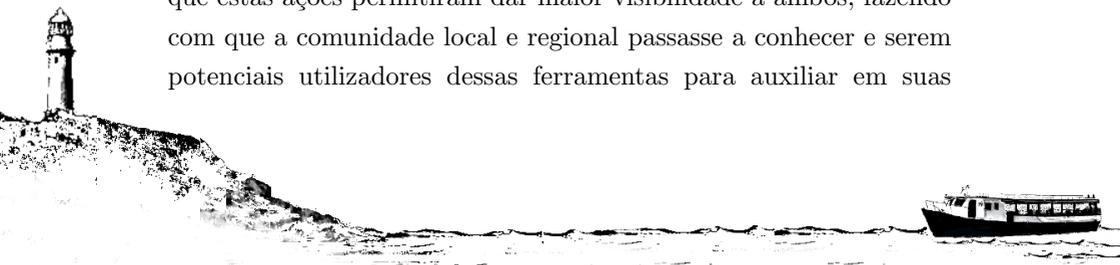 que estas ações permitiram dar maior visibilidade a ambos, fazendo
com que a comunidade local e regional passasse a conhecer e serem
potenciais utilizadores dessas ferramentas para auxiliar em suas